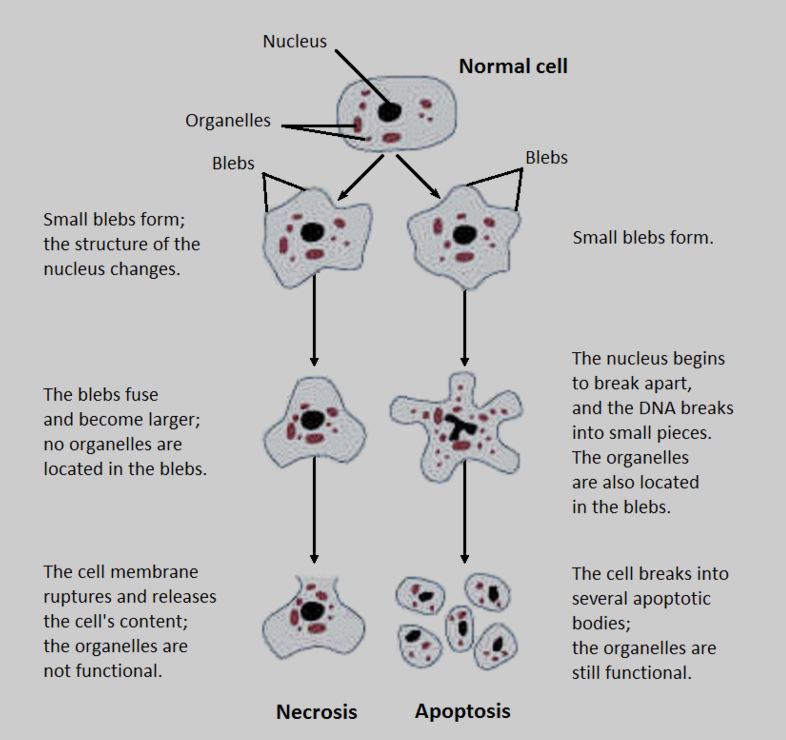 Nucleus
Normal cell
Organelles
Blebs
Blebs
Small blebs form;
the structure of the
nucleus changes.
Small blebs form.
The blebs fuse
and become larger;
no organelles are
located in the blebs.
The nucleus begins
to break apart,
and the DNA breaks
into small pieces.
The organelles
are also located
in the blebs.
The cell membrane
ruptures and releases
the cell's content;
the organelles are
not functional.
The cell breaks into
several apoptotic
bodies;
the organelles are
still functional.
Necrosis
Apoptosis